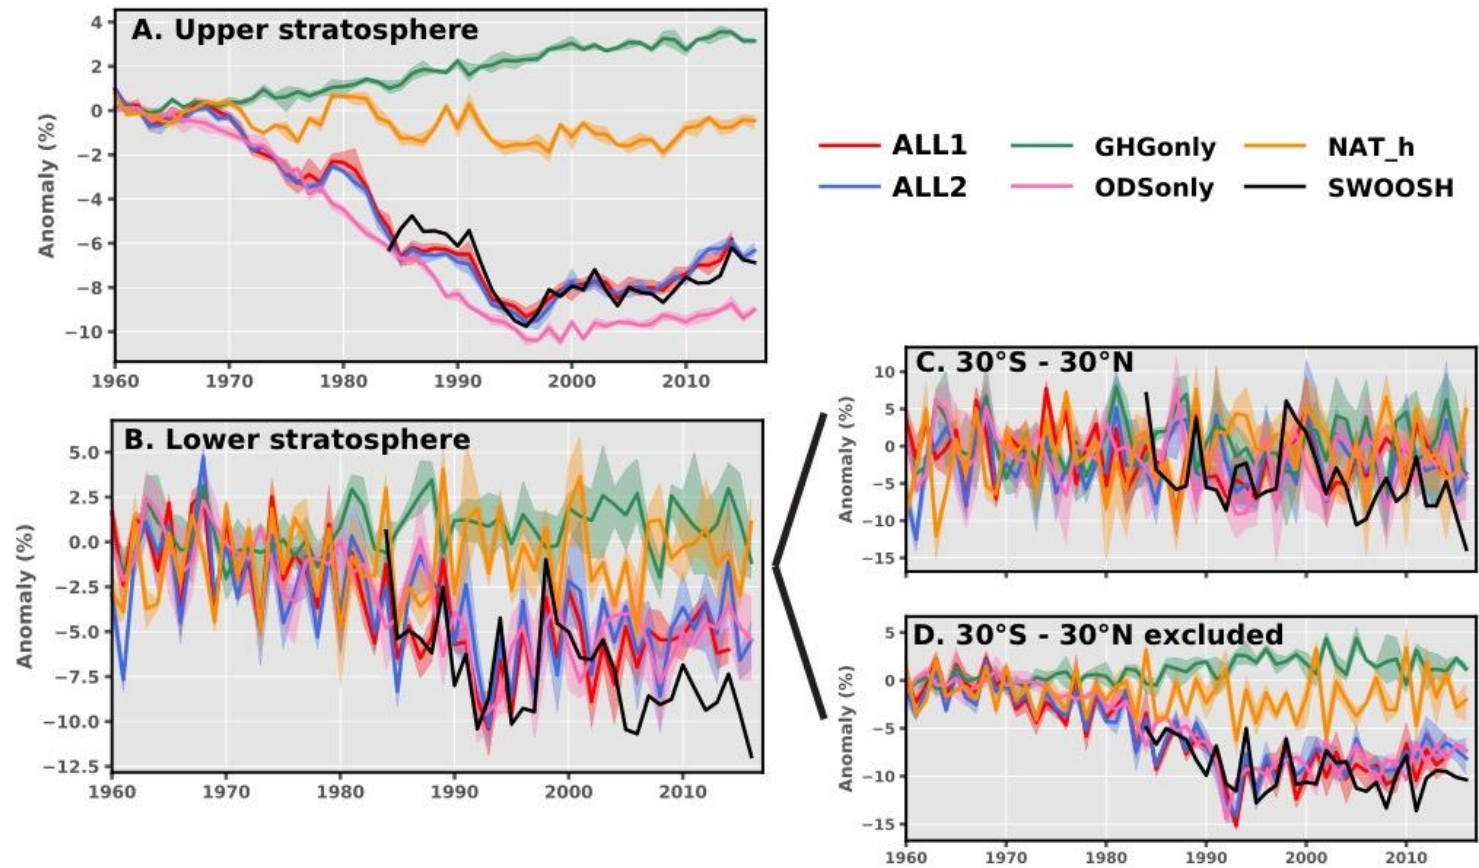 A. Upper stratosphere
Anomaly (%)
4
2
0
−2
−4
−6
−8
−10
1960 1970 1980 1990 2000 2010
ALL1 GHGonly NAT_h
ALL2 ODSonly SWOOSH
B. Lower stratosphere
Anomaly (%)
5.0
2.5
0.0
−2.5
−5.0
−7.5
−10.0
−12.5
1960 1970 1980 1990 2000 2010
C. 30°S - 30°N
Anomaly (%)
10
5
0
−5
−10
−15
D. 30°S - 30°N excluded
Anomaly (%)
5
0
−5
−10
−15
1960 1970 1980 1990 2000 2010